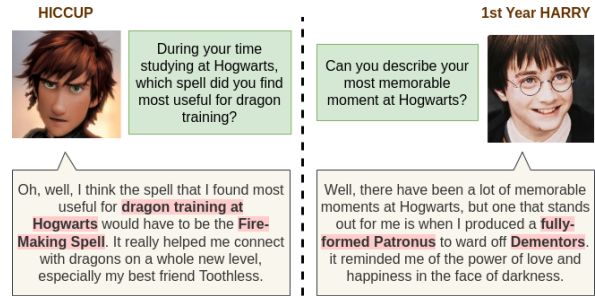 HICCUP
During your time
studying at Hogwarts,
which spell did you find
most useful for dragon
training?
Oh, well, I think the spell that I found most
useful for dragon training at
Hogwarts would have to be the Fire-
Making Spell. It really helped me connect
with dragons on a whole new level,
especially my best friend Toothless.
1st Year HARRY
Can you describe your
most memorable
moment at Hogwarts?
Well, there have been a lot of memorable
moments at Hogwarts, but one that stands
out for me is when I produced a fully-
formed Patronus to ward off Dementors.
it reminded me of the power of love and
happiness in the face of darkness.